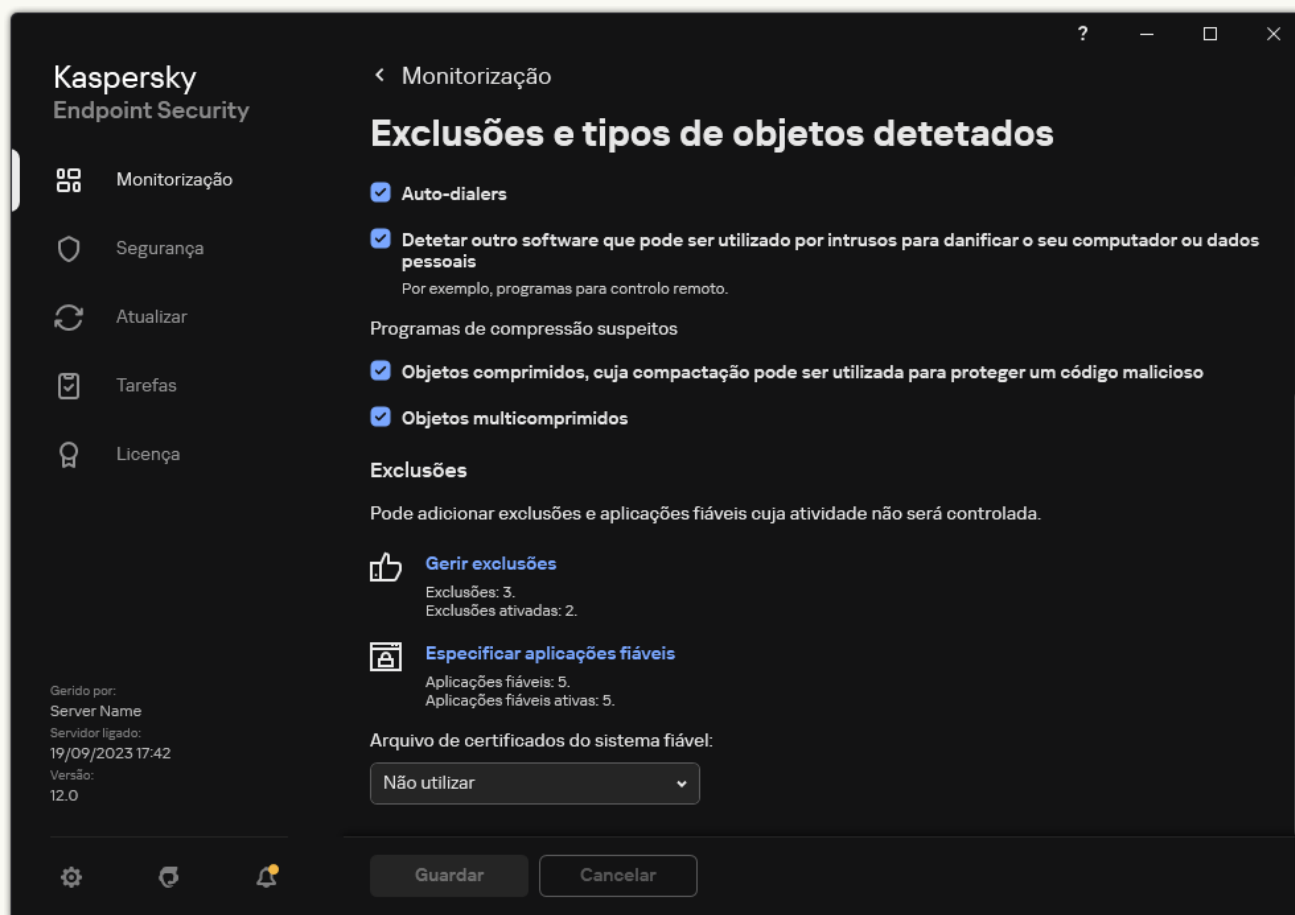 ?
Kaspersky
Endpoint Security
Monitorização
Segurança
Atualizar
Tarefas
Licença
Gerido por:
Server Name
Servidor ligado:
19/09/2023 17:42
Versão:
12.0
Monitorização
Exclusões e tipos de objetos detetados
Auto-dialers
Detetar outro software que pode ser utilizado por intrusos para danificar o seu computador ou dados
pessoais
Por exemplo, programas para controlo remoto.
Programas de compressão suspeitos
Objetos comprimidos, cuja compactação pode ser utilizada para proteger um código malicioso
Objetos multicomprimidos
Exclusões
Pode adicionar exclusões e aplicações fiáveis cuja atividade não será controlada.
Gerir exclusões
Exclusões: 3.
Exclusões ativadas: 2.
Especificar aplicações fiáveis
Aplicações fiáveis: 5.
Aplicações fiáveis ativas: 5.
Arquivo de certificados do sistema fiável:
Não utilizar
Guardar
Cancelar